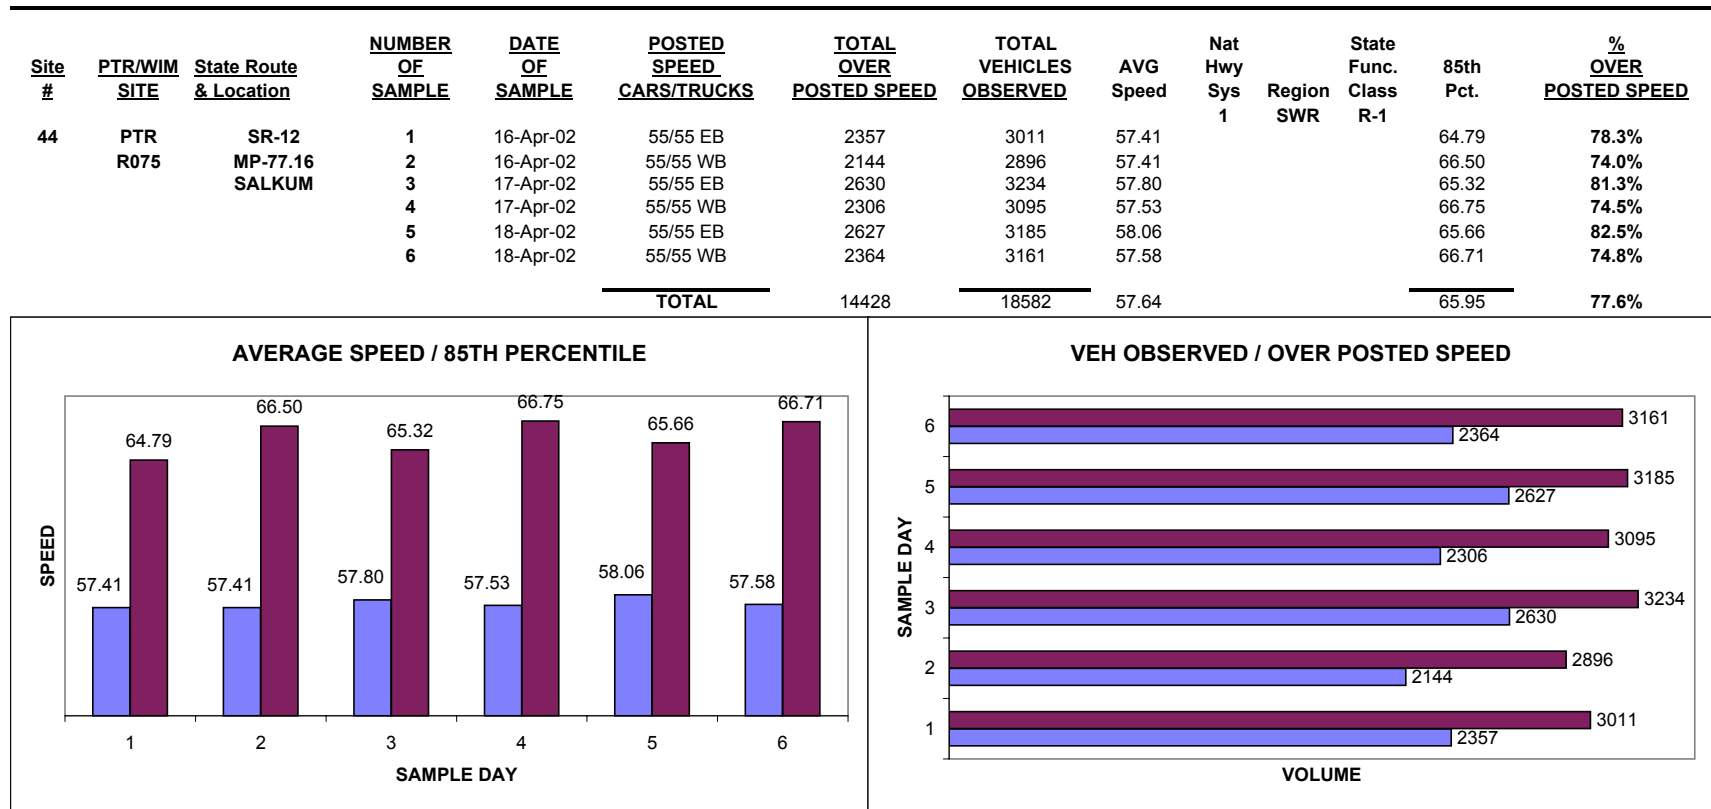 NUMBER DATE POSTED TOTAL TOTAL Nat State %
Site PTR/WIM State Route OF OF SPEED OVER VEHICLES AVG Hwy Func. 85th OVER
# SITE & Location SAMPLE SAMPLE CARS/TRUCKS POSTED SPEED OBSERVED Speed Sys Region Class Pct. POSTED SPEED
1 SWR R-1
44 PTR SR-12 1 16-Apr-02 55/55 EB 2357 3011 57.41 64.79 78.3%
R075 MP-77.16 2 16-Apr-02 55/55 WB 2144 2896 57.41 66.50 74.0%
SALKUM 3 17-Apr-02 55/55 EB 2630 3234 57.80 65.32 81.3%
4 17-Apr-02 55/55 WB 2306 3095 57.53 66.75 74.5%
5 18-Apr-02 55/55 EB 2627 3185 58.06 65.66 82.5%
6 18-Apr-02 55/55 WB 2364 3161 57.58 66.71 74.8%
TOTAL 14428 18582 57.64 65.95 77.6%
AVERAGE SPEED / 85TH PERCENTILE
64.79
66.50
65.32
66.75
65.66
66.71
57.41
57.41
57.80
57.53
58.06
57.58
SPEED
1 2 3 4 5 6
SAMPLE DAY
VEH OBSERVED / OVER POSTED SPEED
SAMPLE DAY
6 3161
2364
5 3185
2627
4 3095
2306
3 3234
2630
2 2896
2144
1 3011
2357
VOLUME